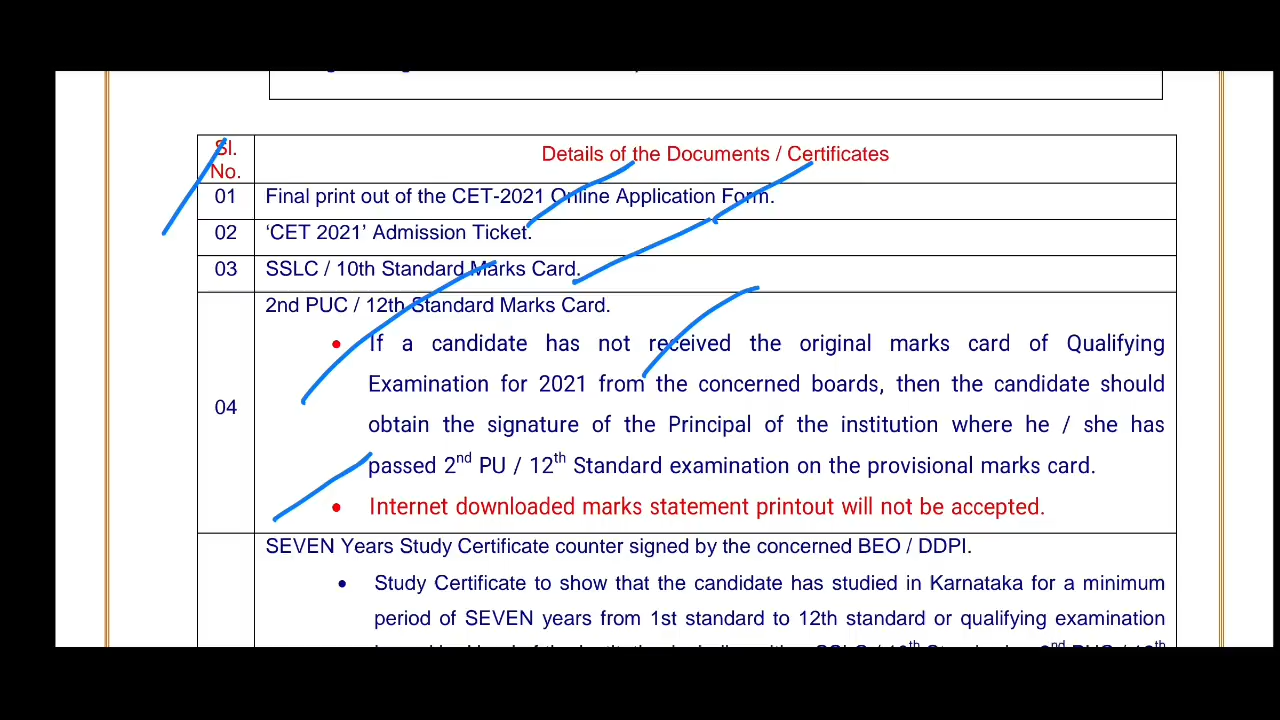 Sl.
No.
Details of the Documents / Certificates
01
Final print out of the CET-2021 Online Application Form.
02
‘CET 2021’ Admission Ticket.
03
SSLC / 10th Standard Marks Card.
04
2nd PUC / 12th Standard Marks Card.
• If a candidate has not received the original marks card of Qualifying
Examination for 2021 from the concerned boards, then the candidate should
obtain the signature of the Principal of the institution where he / she has
passed 2nd PU / 12th Standard examination on the provisional marks card.
• Internet downloaded marks statement printout will not be accepted.
SEVEN Years Study Certificate counter signed by the concerned BEO / DDPI.
• Study Certificate to show that the candidate has studied in Karnataka for a minimum
period of SEVEN years from 1st standard to 12th standard or qualifying examination